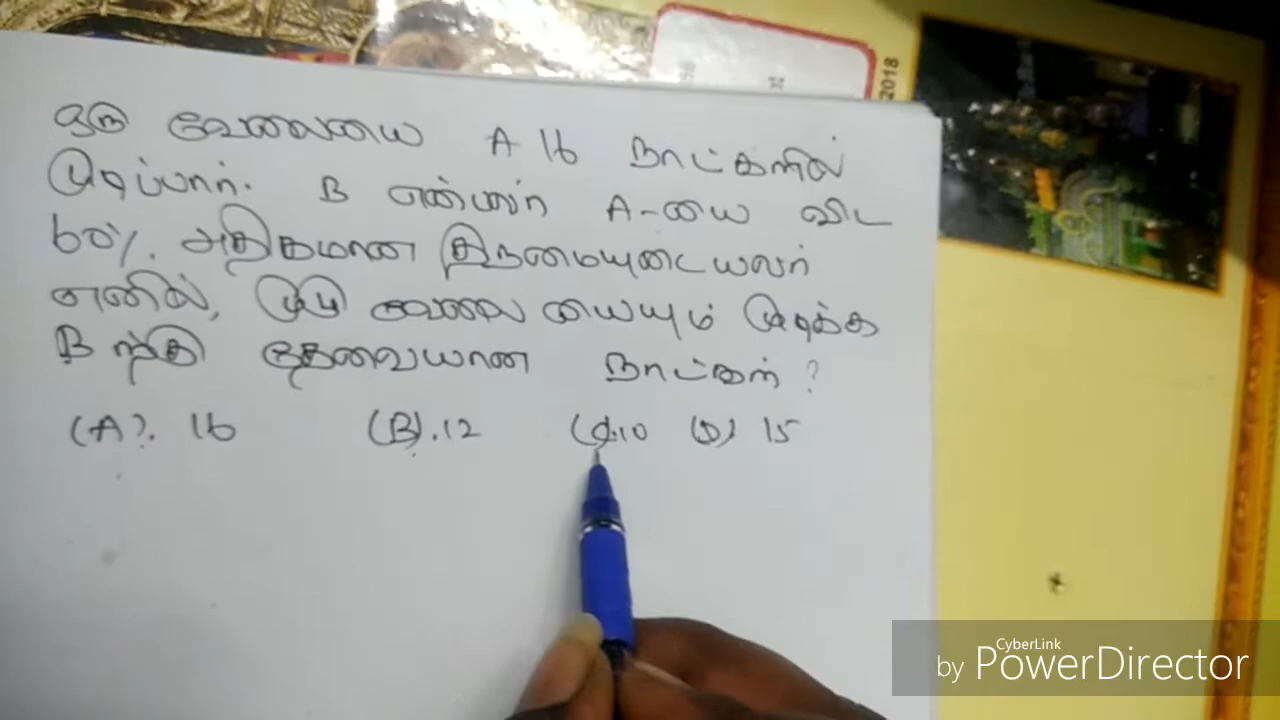 2018
ஒரு வேலையை A 16 நாட்களில்
முடிப்பார். B என்பவர் A-யை விட
60%. அதிகமான திறமையுடையவர்
எனில், முழு வேலை யையும் முடிக்க
B ற்கு தேவையான நாட்கள் ?
(A). 16 (B). 12 (C). 10 (D) 15
CyberLink
by PowerDirector